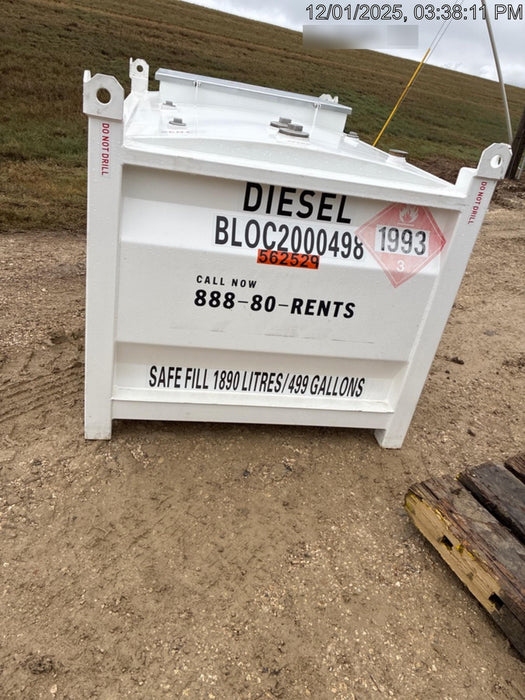 12/01/2025, 03:38:11 PM
DO NOT DRILL
DO NOT DRILL
DIESEL
BLOC2000498
562529
1993
3
CALL NOW
888-80-RENTS
SAFE FILL 1890 LITRES/499 GALLONS